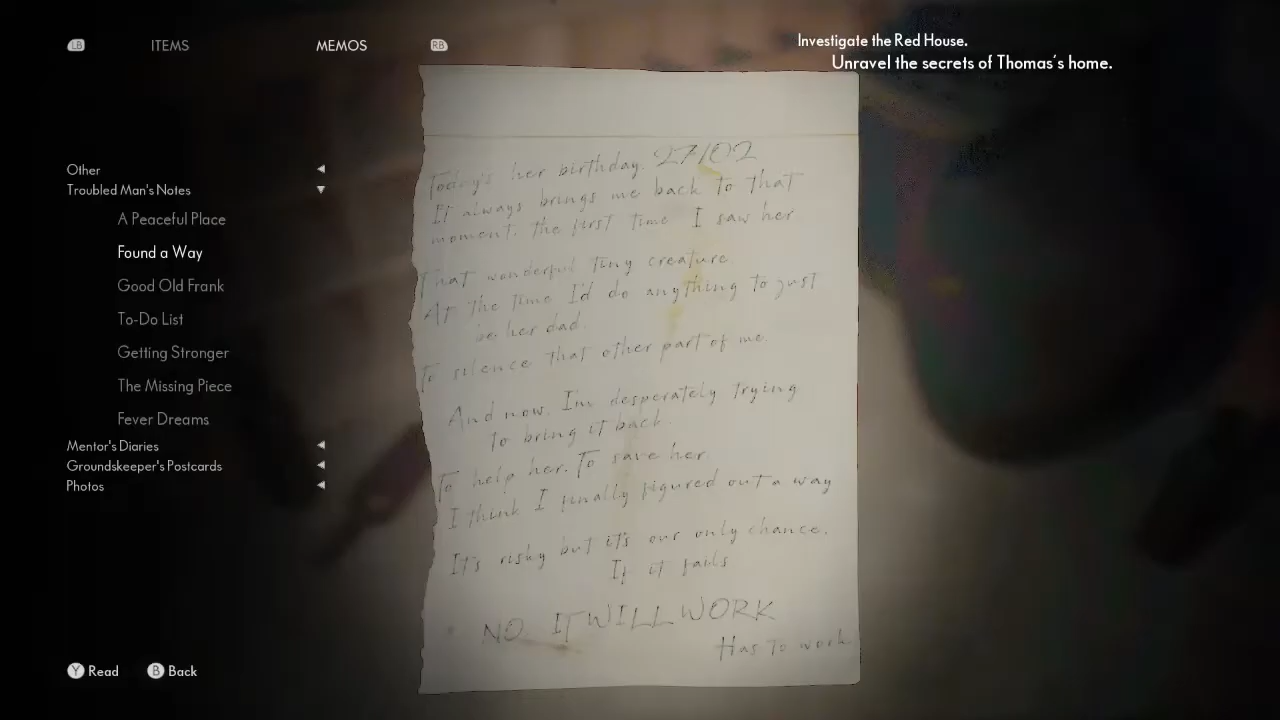 LB
ITEMS
MEMOS
RB
Investigate the Red House.
Unravel the secrets of Thomas's home.
Other
Troubled Man's Notes
A Peaceful Place
Found a Way
Good Old Frank
To-Do List
Getting Stronger
The Missing Piece
Fever Dreams
Mentor's Diaries
Groundskeeper's Postcards
Photos
Today's her birthday. 27/02
It always brings me back to that
moment. The first time I saw her
That wonderful tiny creature
At the time I'd do anything to just
be her dad.
To silence that other part of me.
And now. I'm desperately trying
to bring it back.
To help her. To save her.
I think I finally figured out a way
It's risky but it's our only chance.
If it fails
NO. IT WILL WORK
Has to work.
Y Read
B Back